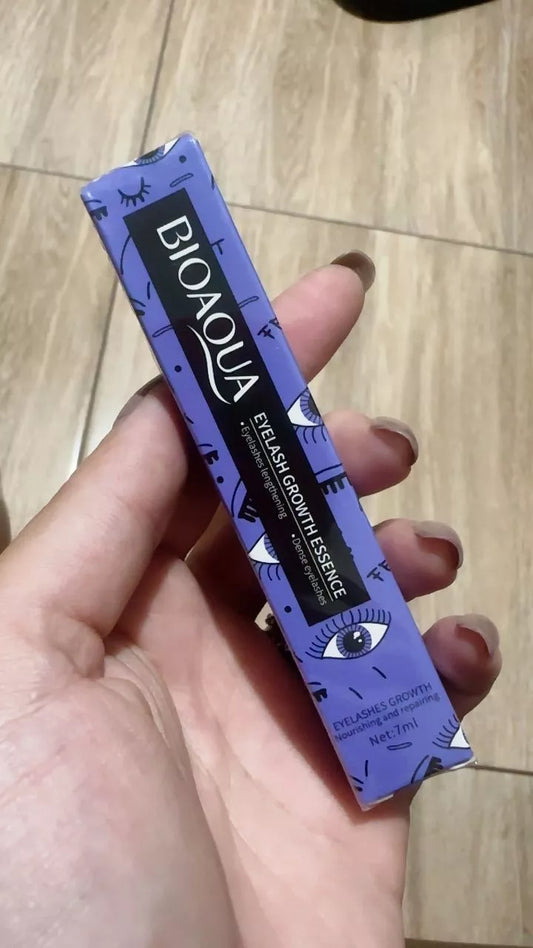 BIOAQUA
EYELASH GROWTH ESSENCE
•Eyelashes lengthening
•Dense eyelashes
EYELASHES GROWTH
Nourishing and repairing
Net:7ml